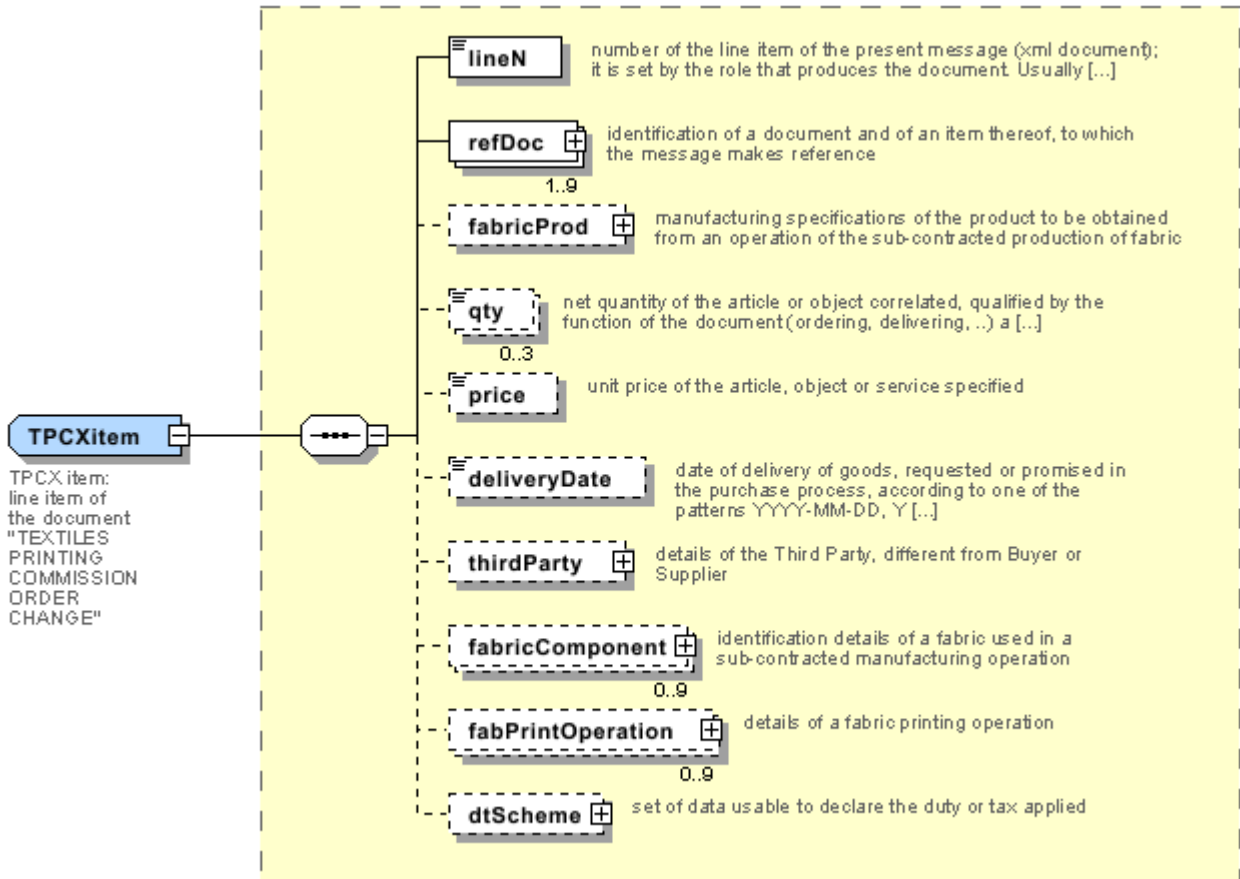 lineN
number of the line item of the present message (xml document);
it is set by the role that produces the document. Usually [...]
refDoc
identification of a document and of an item thereof, to which
the message makes reference
1..9
fabricProd
manufacturing specifications of the product to be obtained
from an operation of the sub-contracted production of fabric
qty
net quantity of the article or object correlated, qualified by the
function of the document (ordering, delivering, ..) a [...]
0..3
price
unit price of the article, object or service specified
TPCXitem
TPCX item:
line item of
the document
"TEXTILES
PRINTING
COMMISSION
ORDER
CHANGE"
deliveryDate
date of delivery of goods, requested or promised in
the purchase process, according to one of the
patterns YYYY-MM-DD, Y [...]
thirdParty
details of the Third Party, different from Buyer or
Supplier
fabricComponent
identification details of a fabric used in a
sub-contracted manufacturing operation
0..9
fabPrintOperation
details of a fabric printing operation
0..9
dtScheme
set of data usable to declare the duty or tax applied